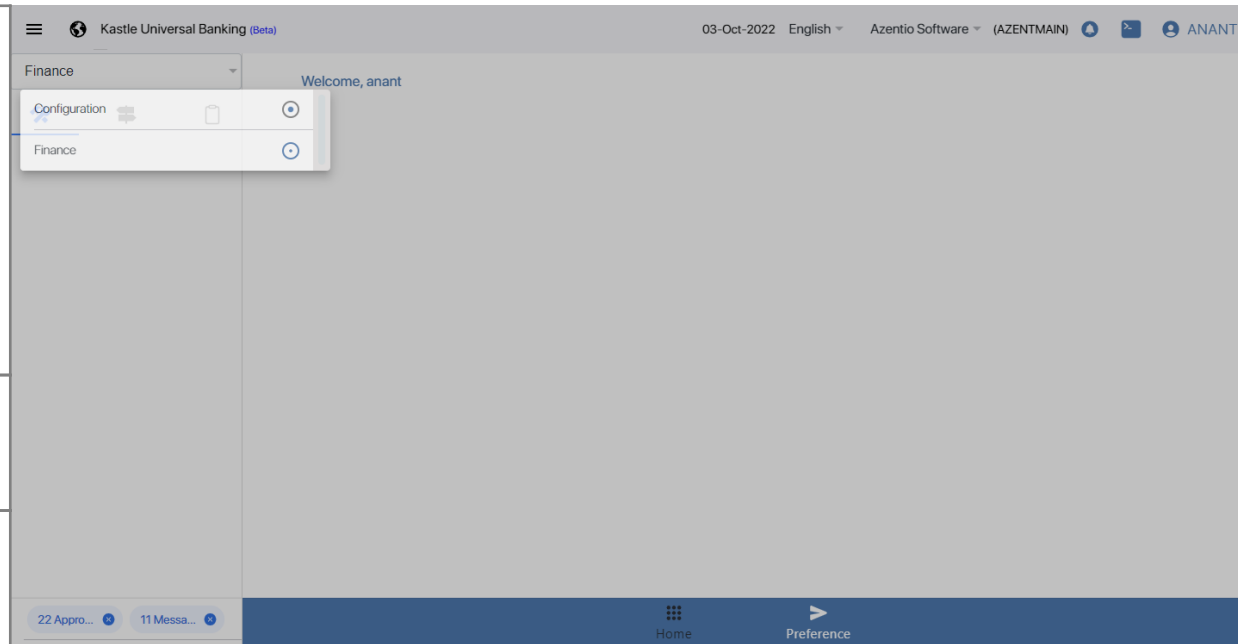 Kastle Universal Banking (Beta) 03-Oct-2022 English Azentio Software (AZENTMAIN) ANANT
Finance
Welcome, anant
Configuration
Finance
22 Appro... 11 Messa...
Home Preference